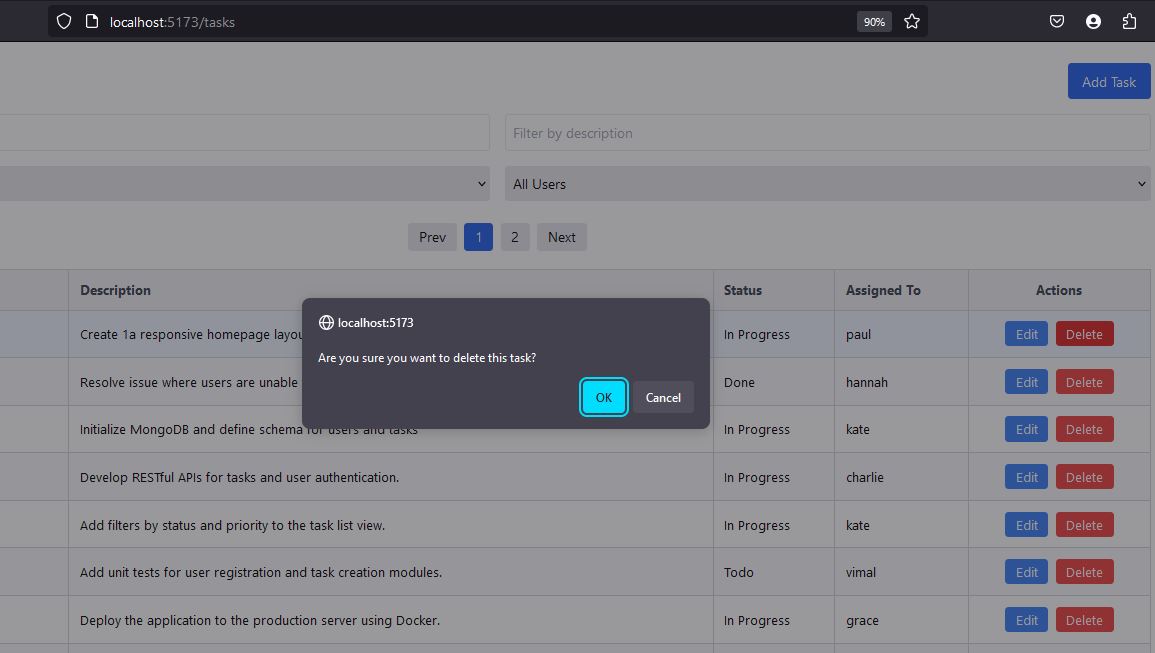 localhost:5173/tasks 90%
Add Task
Filter by description
All Users
Prev 1 2 Next
Description Status Assigned To Actions
localhost:5173
Are you sure you want to delete this task?
OK Cancel
Create 1a responsive homepage layou In Progress paul Edit Delete
Resolve issue where users are unable Done hannah Edit Delete
Initialize MongoDB and define schema for users and tasks In Progress kate Edit Delete
Develop RESTful APIs for tasks and user authentication. In Progress charlie Edit Delete
Add filters by status and priority to the task list view. In Progress kate Edit Delete
Add unit tests for user registration and task creation modules. Todo vimal Edit Delete
Deploy the application to the production server using Docker. In Progress grace Edit Delete